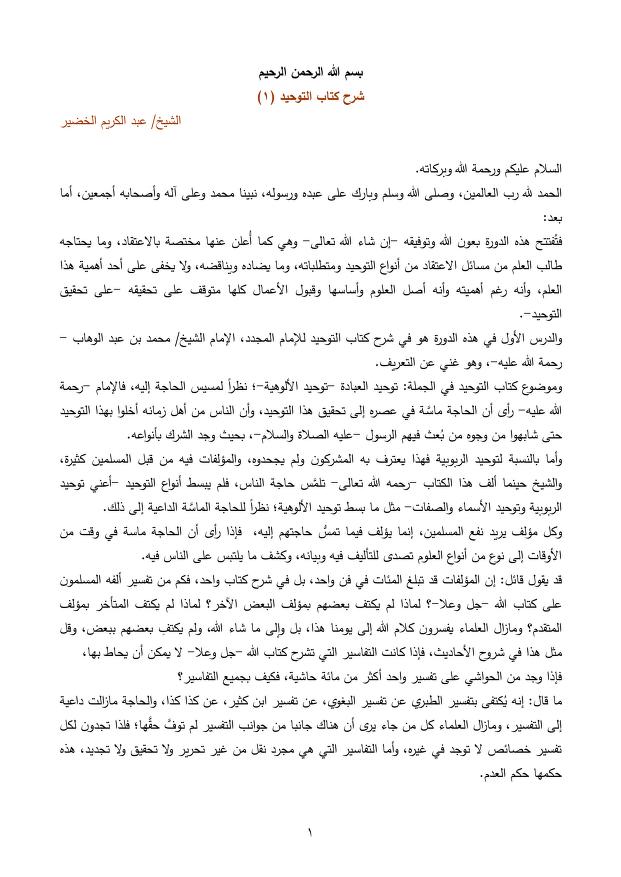 بسم الله الرحمن الرحيم
شرح كتاب التوحيد (١)
الشيخ/ عبد الكريم الخضير
السلام عليكم ورحمة الله وبركاته.
الحمد لله رب العالمين، وصلى الله وسلم وبارك على عبده ورسوله، نبينا محمد وعلى آله وأصحابه أجمعين، أما
بعد:
فتُفتتح هذه الدورة بعون الله وتوفيقه –إن شاء الله تعالى– وهي كما أُعلن عنها مختصة بالاعتقاد، وما يحتاجه
طالب العلم من مسائل الاعتقاد من أنواع التوحيد ومتطلباته، وما يضاده ويناقضه، ولا يخفى على أحد أهمية هذا
العلم، وأنه رغم أهميته وأنه أصل العلوم وأساسها وقبول الأعمال كلها متوقف على تحقيقه –على تحقيق
التوحيد–.
والدرس الأول في هذه الدورة هو في شرح كتاب التوحيد للإمام المجدد، الإمام الشيخ/ محمد بن عبد الوهاب –
رحمة الله عليه–، وهو غني عن التعريف.
وموضوع كتاب التوحيد في الجملة: توحيد العبادة –توحيد الألوهية–؛ نظراً لمسيس الحاجة إليه، فالإمام –رحمة
الله عليه– رأى أن الحاجة ماسَّة في عصره إلى تحقيق هذا التوحيد، وأن الناس من أهل زمانه أخلوا بهذا التوحيد
حتى شابهوا من وجوه من بُعث فيهم الرسول –عليه الصلاة والسلام–، بحيث وجد الشرك بأنواعه.
وأما بالنسبة لتوحيد الربوبية فهذا يعترف به المشركون ولم يجحدوه، والمؤلفات فيه من قبل المسلمين كثيرة،
والشيخ حينما ألف هذا الكتاب –رحمه الله تعالى– تلمَّس حاجة الناس، فلم يبسط أنواع التوحيد –أعني توحيد
الربوبية وتوحيد الأسماء والصفات– مثل ما بسط توحيد الألوهية؛ نظراً للحاجة الماسَّة الداعية إلى ذلك.
وكل مؤلف يريد نفع المسلمين، إنما يؤلف فيما تمسُّ حاجتهم إليه، فإذا رأى أن الحاجة ماسة في وقت من
الأوقات إلى نوع من أنواع العلوم تصدى للتأليف فيه وبيانه، وكشف ما يلتبس على الناس فيه.
قد يقول قائل: إن المؤلفات قد تبلغ المئات في فن واحد، بل في شرح كتاب واحد، فكم من تفسير ألفه المسلمون
على كتاب الله –جل وعلا–؟ لماذا لم يكتف بعضهم بمؤلف البعض الآخر؟ لماذا لم يكتف المتأخر بمؤلف
المتقدم؟ ومازال العلماء يفسرون كلام الله إلى يومنا هذا، بل وإلى ما شاء الله، ولم يكتفِ بعضهم ببعض، وقل
مثل هذا في شروح الأحاديث، فإذا كانت التفاسير التي تشرح كتاب الله –جل وعلا– لا يمكن أن يحاط بها،
فإذا وجد من الحواشي على تفسير واحد أكثر من مائة حاشية، فكيف بجميع التفاسير؟
ما قال: إنه يُكتفى بتفسير الطبري عن تفسير البغوي، عن تفسير ابن كثير، عن كذا كذا، والحاجة مازالت داعية
إلى التفسير، ومازال العلماء كل من جاء يرى أن هناك جانبا من جوانب التفسير لم توفَّ حقَّها؛ فلذا تجدون لكل
تفسير خصائص لا توجد في غيره، وأما التفاسير التي هي مجرد نقل من غير تحرير ولا تحقيق ولا تجديد، هذه
حكمها حكم العدم.
١